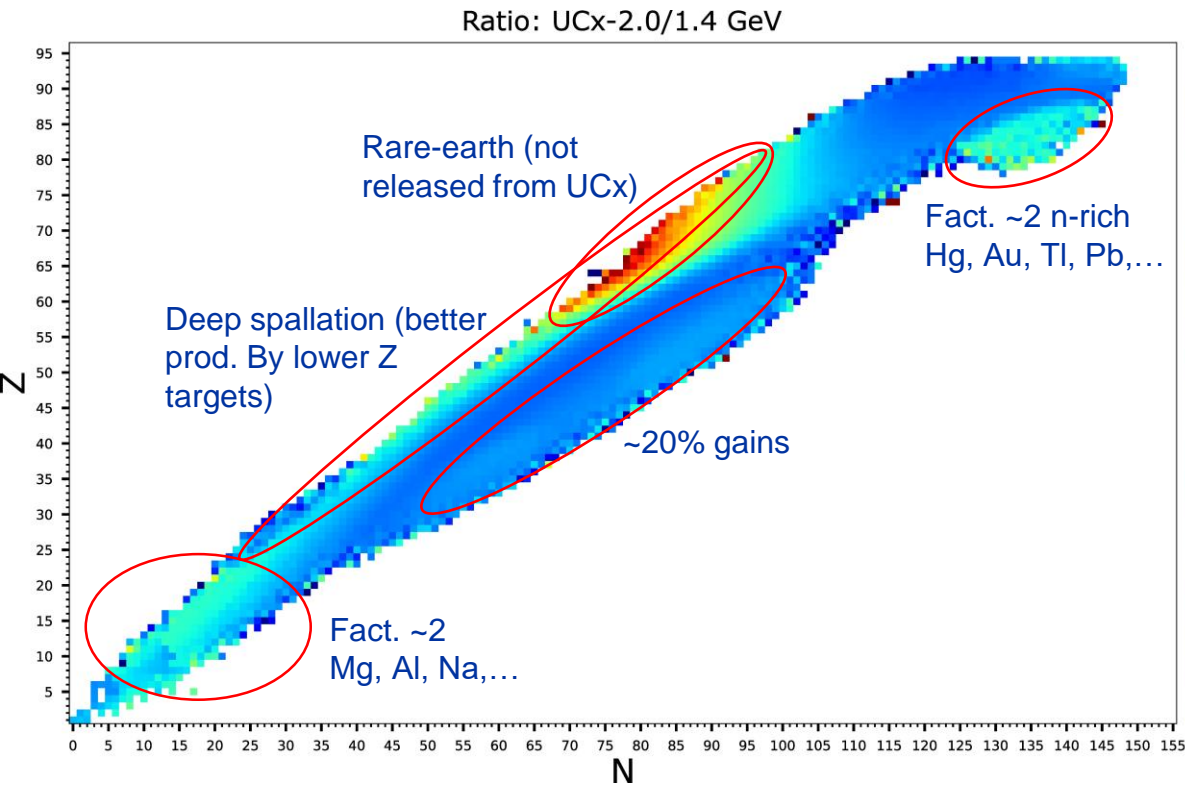 Ratio: UCx-2.0/1.4 GeV
95
90
85
80
75
70
65
60
55
50
45
40
35
30
25
20
15
10
5
Z
Rare-earth (not
released from UCx)
Fact. ~2 n-rich
Hg, Au, Tl, Pb,…
Deep spallation (better
prod. By lower Z
targets)
~20% gains
Fact. ~2
Mg, Al, Na,…
0 5 10 15 20 25 30 35 40 45 50 55 60 65 70 75 80 85 90 95 100 105 110 115 120 125 130 135 140 145 150 155
N